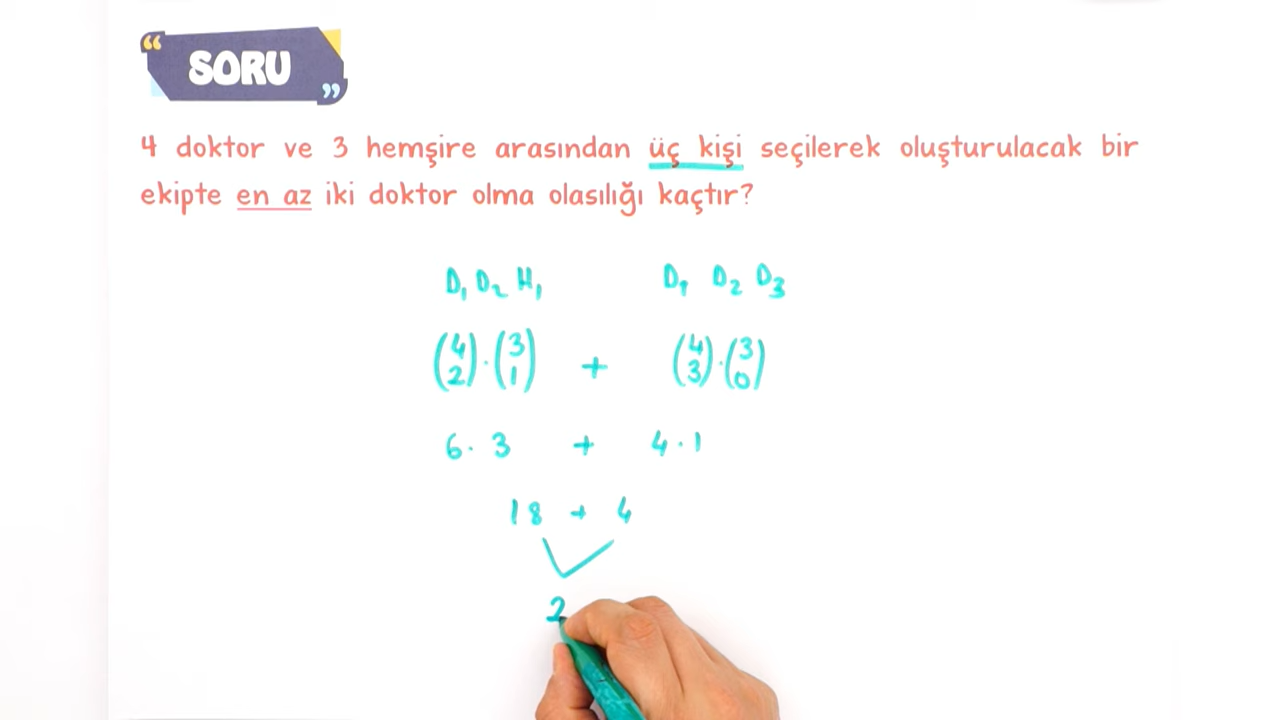 SORU
4 doktor ve 3 hemşire arasından üç kişi seçilerek oluşturulacak bir
ekipte en az iki doktor olma olasılığı kaçtır?
D₁ D₂ H₁ D₁ D₂ D₃
(4 2) · (3 1) + (4 3) · (3 0)
6 · 3 + 4 · 1
18 + 4
2